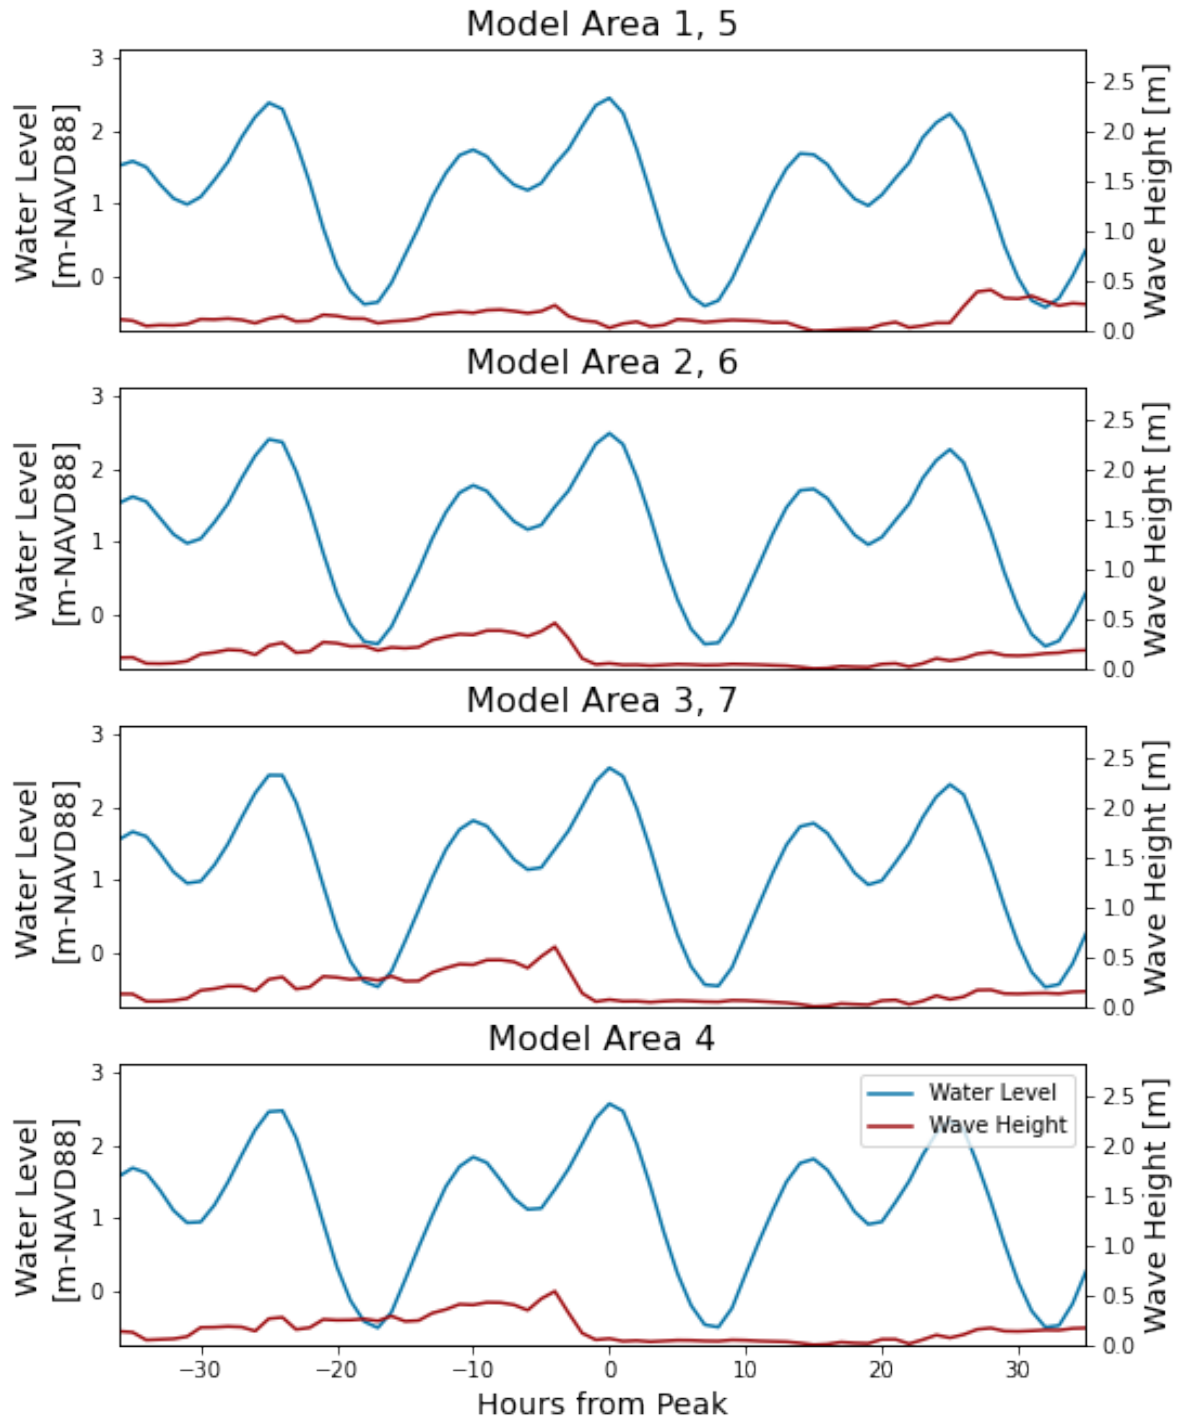 Model Area 1, 5
3
2
1
0
Water Level
[m-NAVD88]
2.5
2.0
1.5
1.0
0.5
0.0
Wave Height [m]
Model Area 2, 6
3
2
1
0
Water Level
[m-NAVD88]
2.5
2.0
1.5
1.0
0.5
0.0
Wave Height [m]
Model Area 3, 7
3
2
1
0
Water Level
[m-NAVD88]
2.5
2.0
1.5
1.0
0.5
0.0
Wave Height [m]
Model Area 4
3
2
1
0
Water Level
[m-NAVD88]
Water Level
Wave Height
2.5
2.0
1.5
1.0
0.5
0.0
Wave Height [m]
−30 −20 −10 0 10 20 30
Hours from Peak